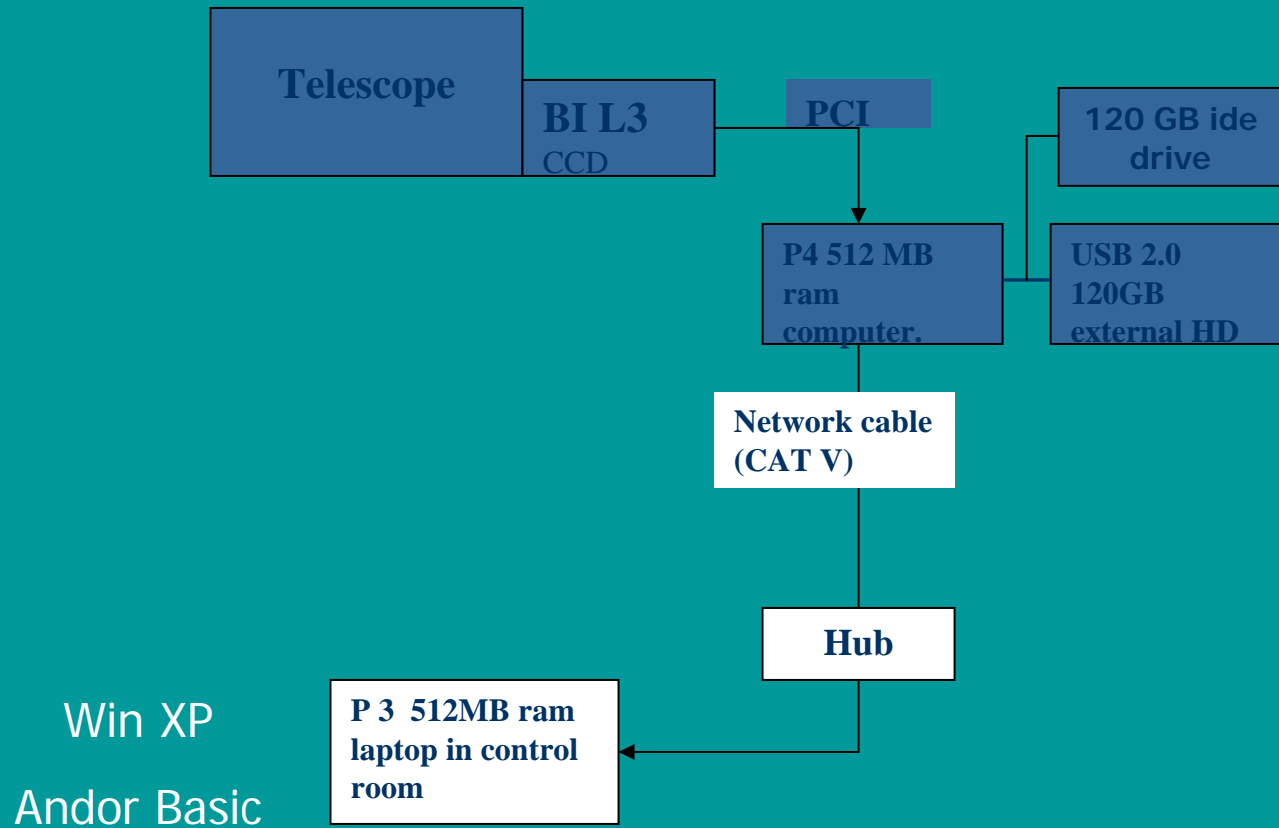 Telescope
BI L3
CCD
PCI
120 GB ide
drive
P4 512 MB
ram
computer.
USB 2.0
120GB
external HD
Network cable
(CAT V)
Hub
P 3  512MB ram
laptop in control
room
Win XP
Andor Basic